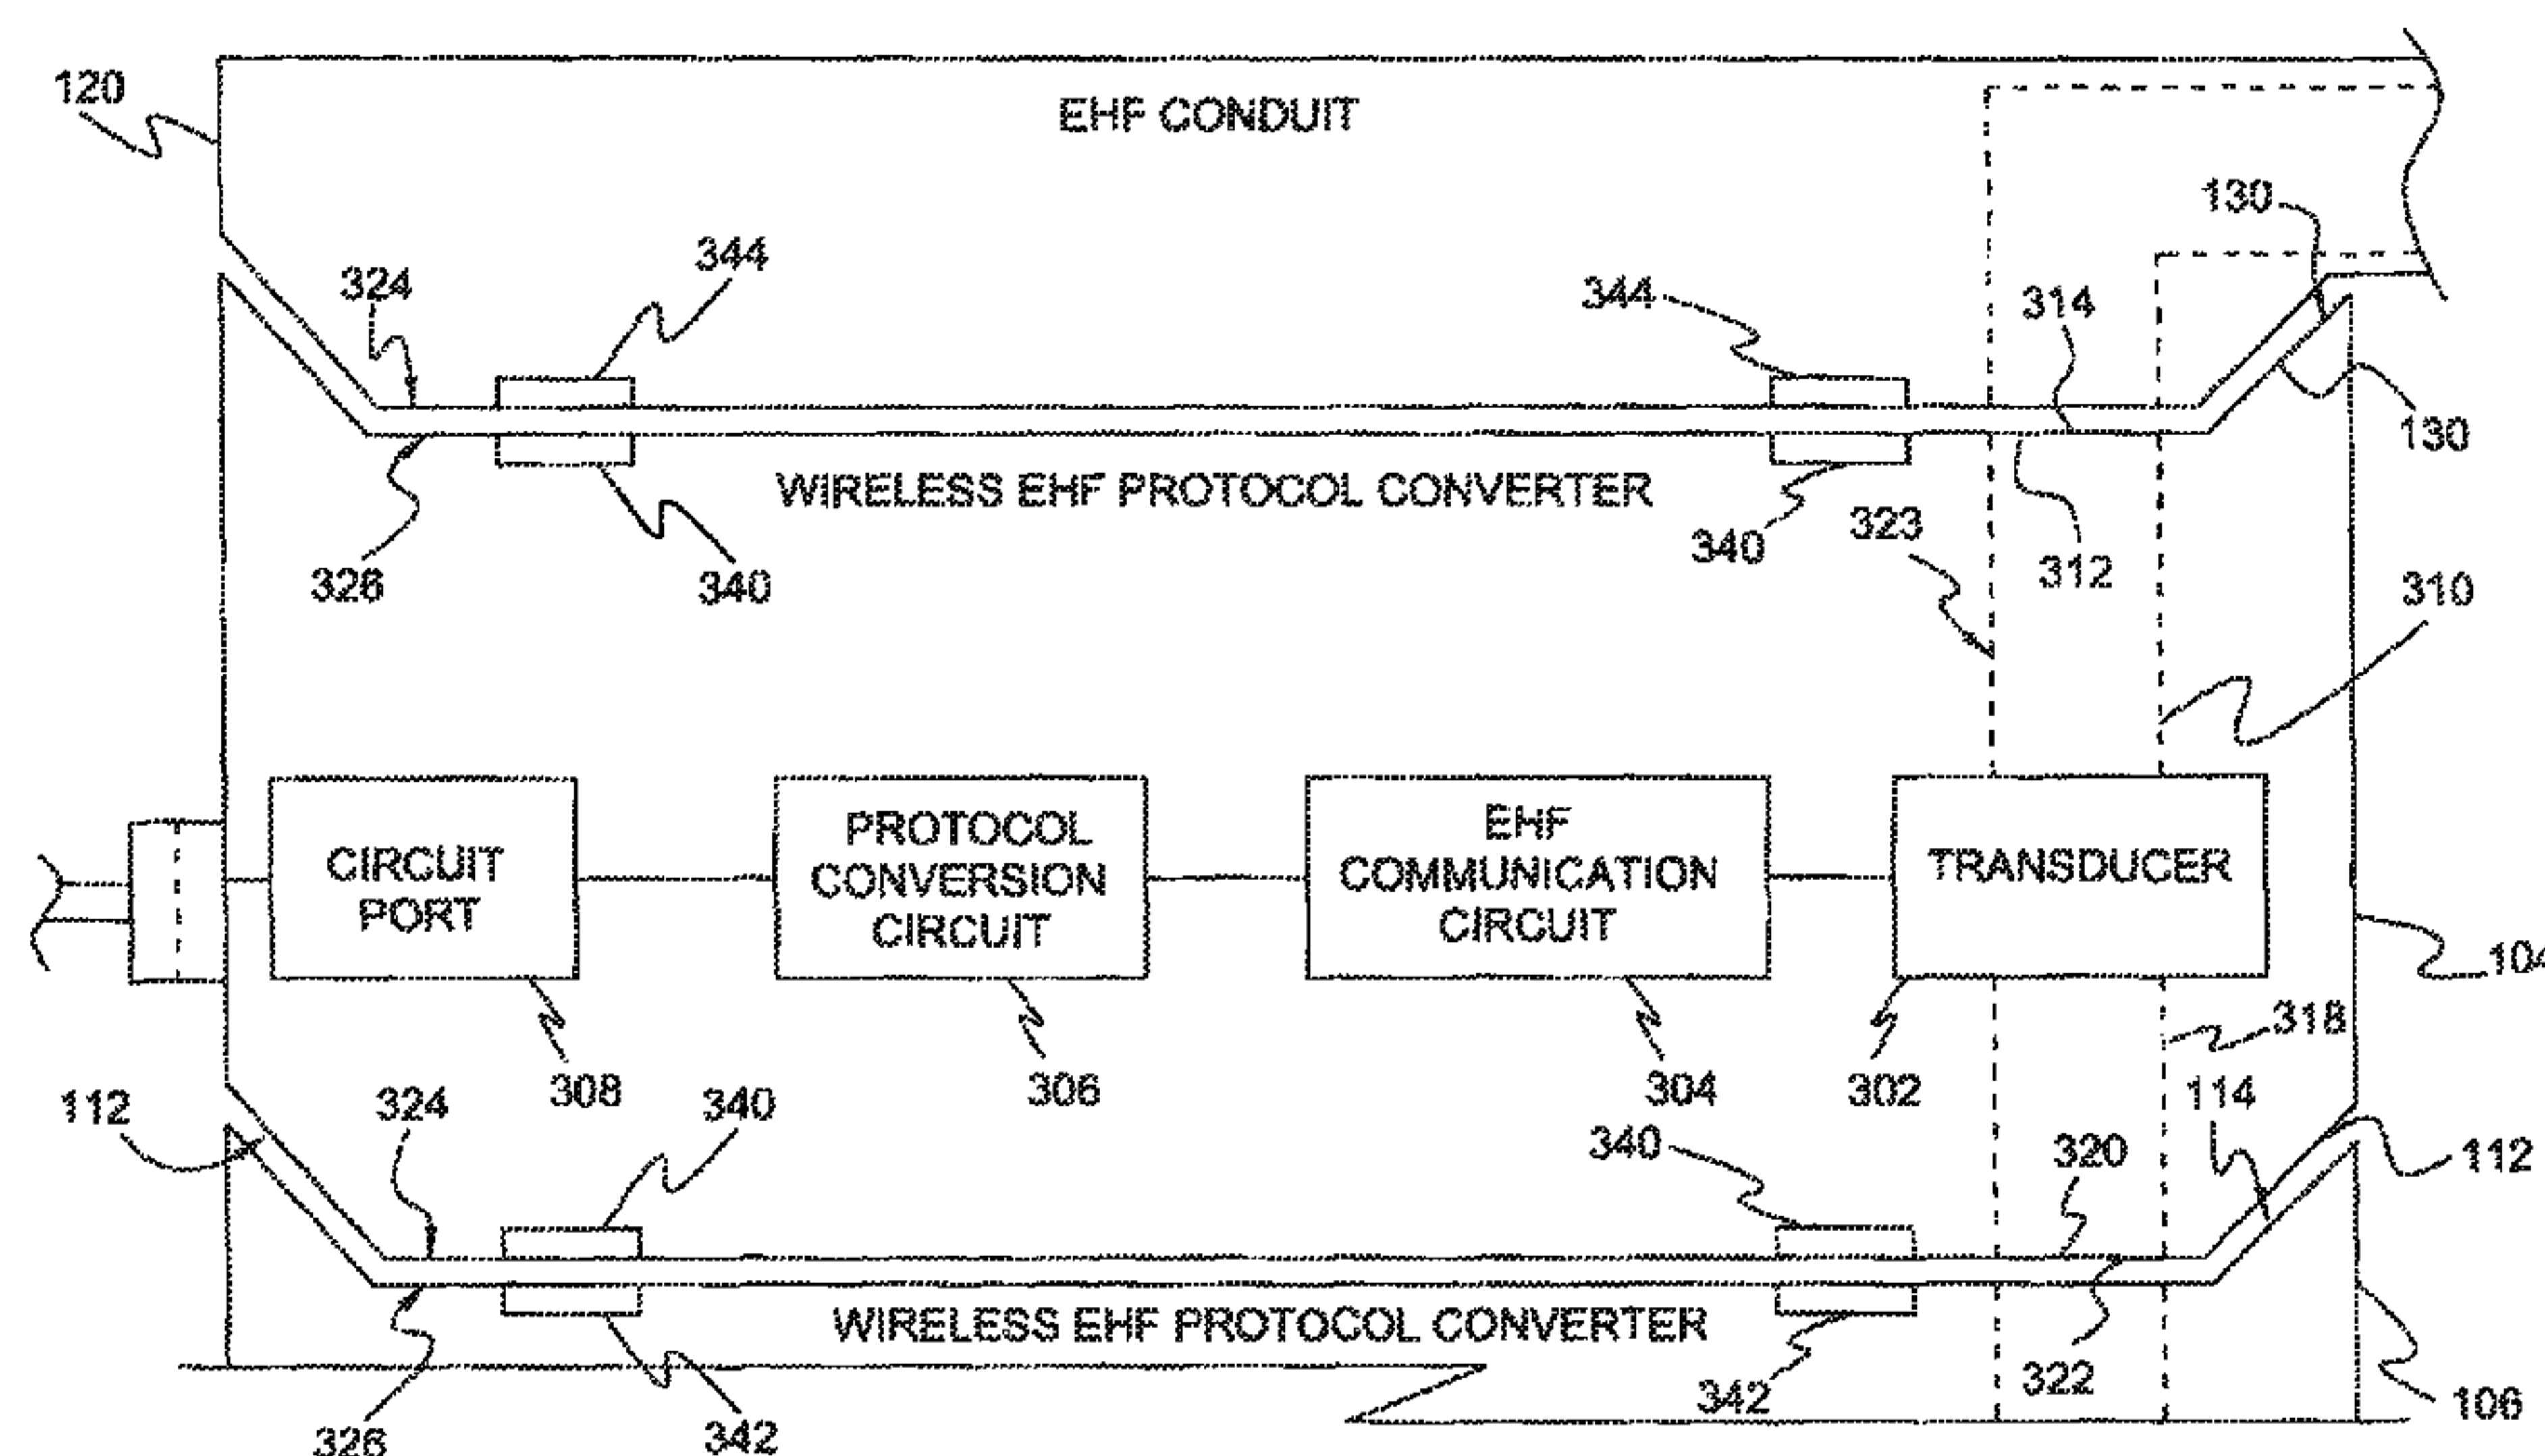 120
EHF CONDUIT
130
344
324
344
314
130
WIRELESS EHF PROTOCOL CONVERTER
323
340
312
326
340
310
CIRCUIT
PORT
PROTOCOL
CONVERSION
CIRCUIT
EHF
COMMUNICATION
CIRCUIT
TRANSDUCER
104
318
308
306
304
302
114
112
324
340
340
320
112
WIRELESS EHF PROTOCOL CONVERTER
322
342
106
326
342